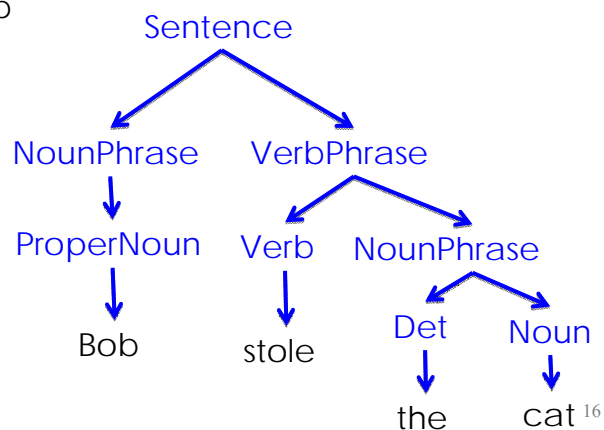 Sentence
NounPhrase VerbPhrase
ProperNoun Verb NounPhrase
Bob stole Det Noun
the cat 16